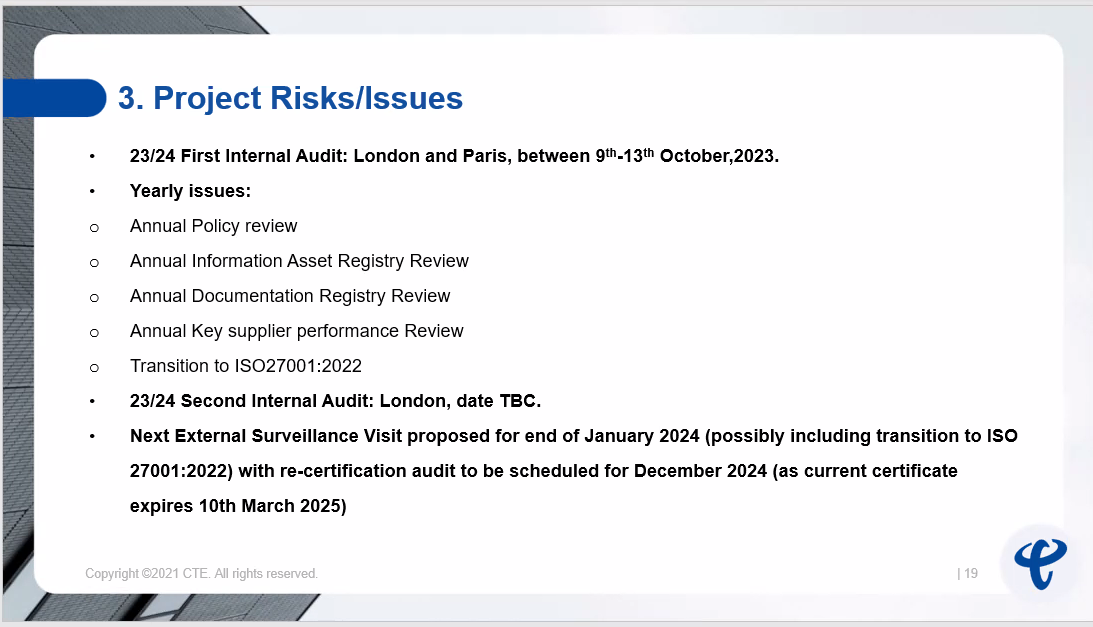 3. Project Risks/Issues
• 23/24 First Internal Audit: London and Paris, between 9th-13th October,2023.
• Yearly issues:
o Annual Policy review
o Annual Information Asset Registry Review
o Annual Documentation Registry Review
o Annual Key supplier performance Review
o Transition to ISO27001:2022
• 23/24 Second Internal Audit: London, date TBC.
• Next External Surveillance Visit proposed for end of January 2024 (possibly including transition to ISO
27001:2022) with re-certification audit to be scheduled for December 2024 (as current certificate
expires 10th March 2025)
Copyright ©2021 CTE. All rights reserved.
| 19